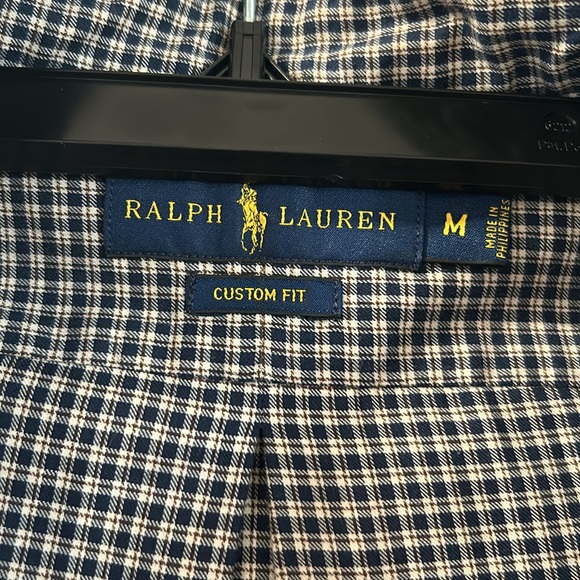 RALPH LAUREN
M
MADE IN
PHILIPPINES
CUSTOM FIT